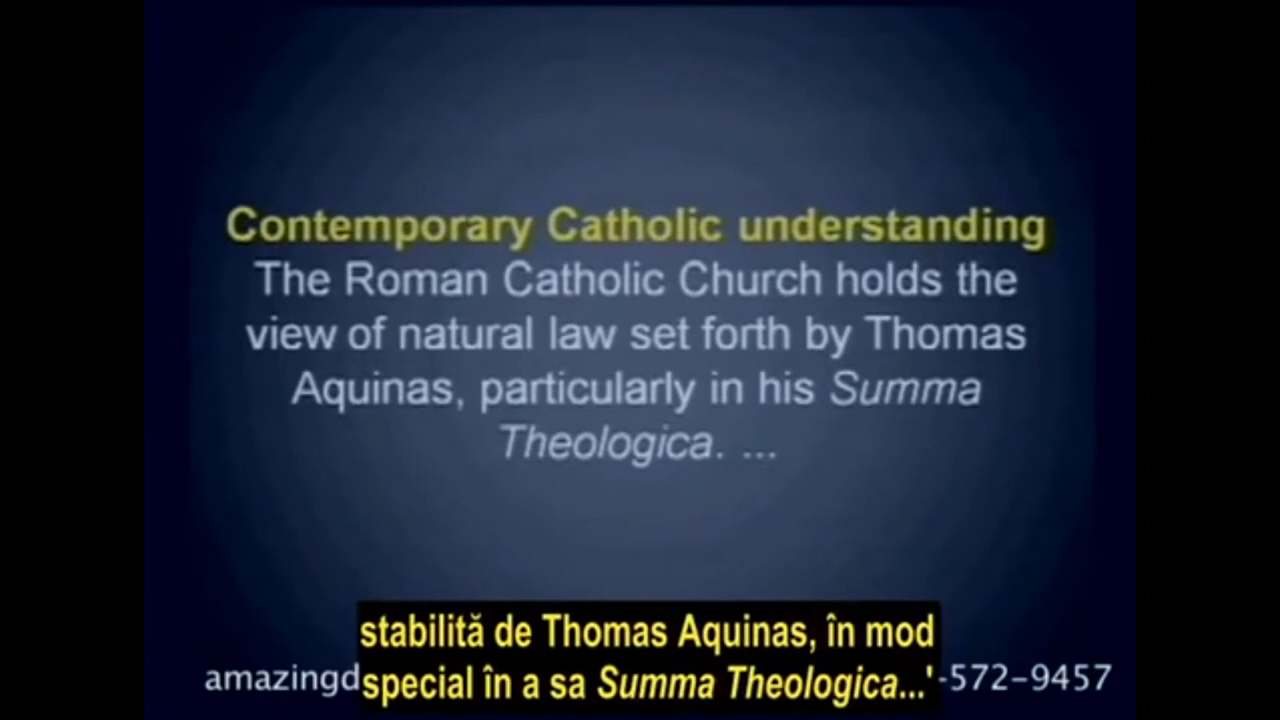 Contemporary Catholic understanding
The Roman Catholic Church holds the
view of natural law set forth by Thomas
Aquinas, particularly in his Summa
Theologica. ...
stabilită de Thomas Aquinas, în mod
special în a sa Summa Theologica...'
amazingd -572-9457